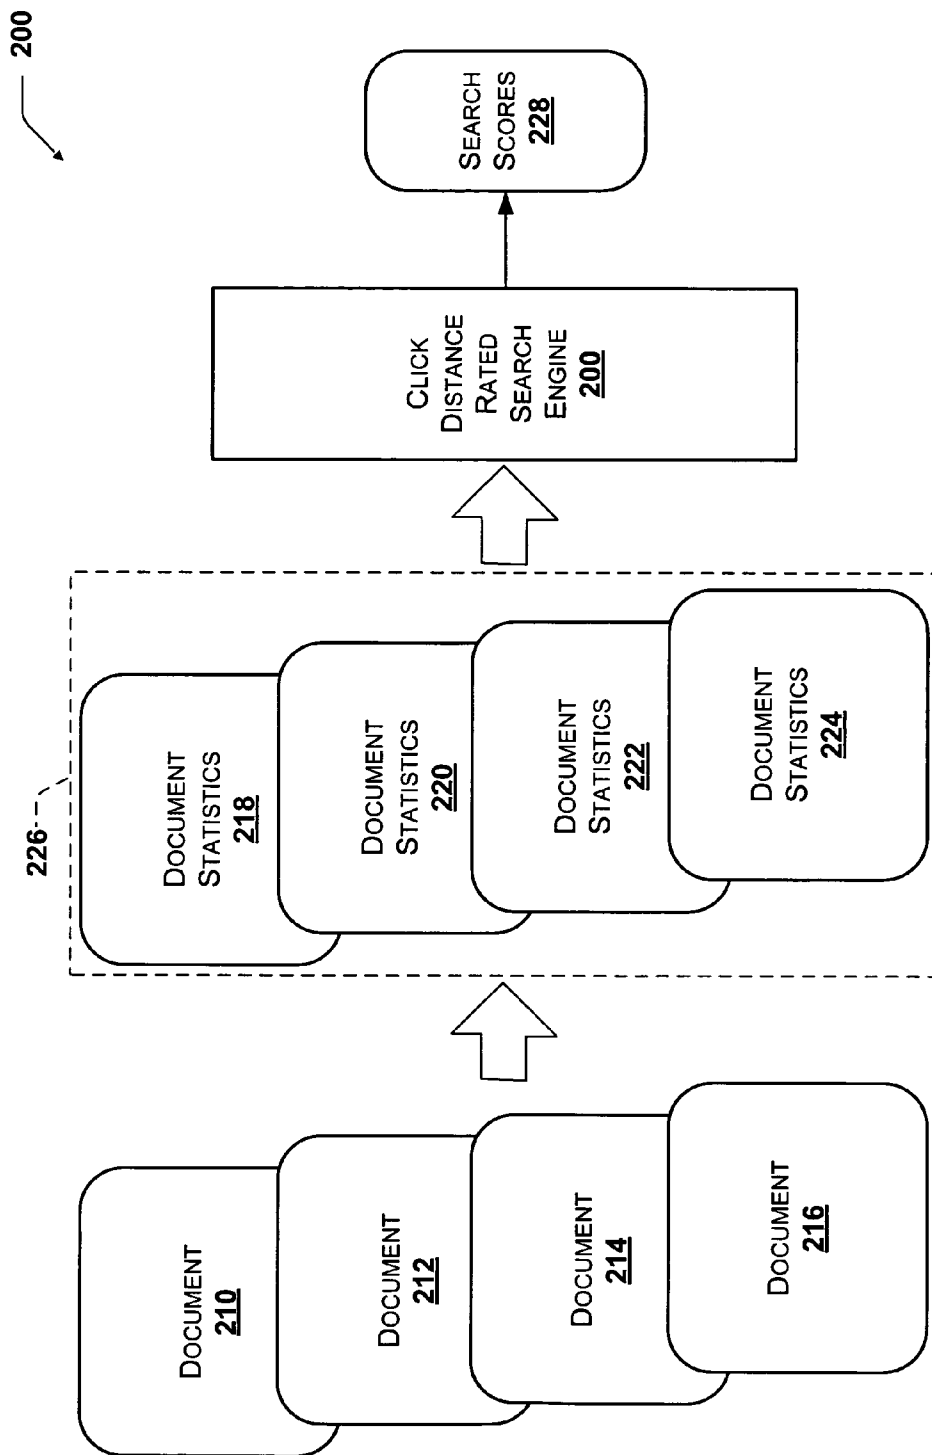 200
DOCUMENT
210
DOCUMENT
212
DOCUMENT
214
DOCUMENT
216
226
DOCUMENT
STATISTICS
218
DOCUMENT
STATISTICS
220
DOCUMENT
STATISTICS
222
DOCUMENT
STATISTICS
224
CLICK
DISTANCE
RATED
SEARCH
ENGINE
200
SEARCH
SCORES
228